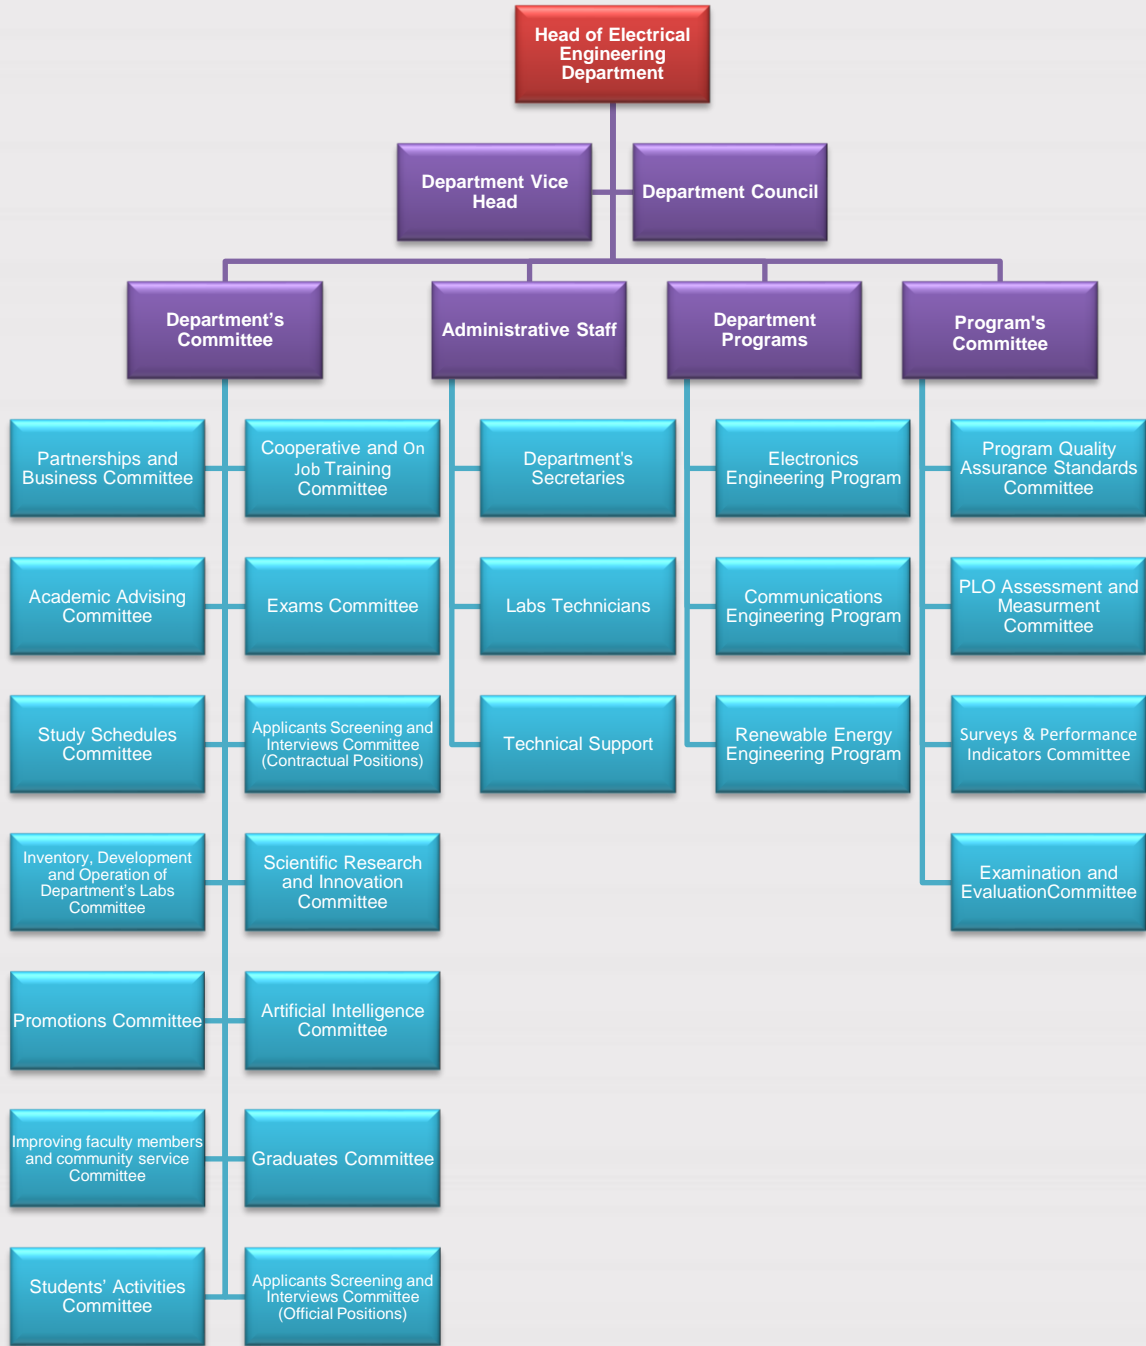 Head of Electrical
Engineering
Department
Department Vice
Head
Department Council
Department’s
Committee
Administrative Staff
Department
Programs
Program's
Committee
Partnerships and
Business Committee
Cooperative and On
Job Training
Committee
Department's
Secretaries
Electronics
Engineering Program
Program Quality
Assurance Standards
Committee
Academic Advising
Committee
Exams Committee
Labs Technicians
Communications
Engineering Program
PLO Assessment and
Measurment
Committee
Study Schedules
Committee
Applicants Screening and
Interviews Committee
(Contractual Positions)
Technical Support
Renewable Energy
Engineering Program
Surveys & Performance
Indicators Committee
Inventory, Development
and Operation of
Department’s Labs
Committee
Scientific Research
and Innovation
Committee
Examination and
EvaluationCommittee
Promotions Committee
Artificial Intelligence
Committee
Improving faculty members
and community service
Committee
Graduates Committee
Students’ Activities
Committee
Applicants Screening and
Interviews Committee
(Official Positions)